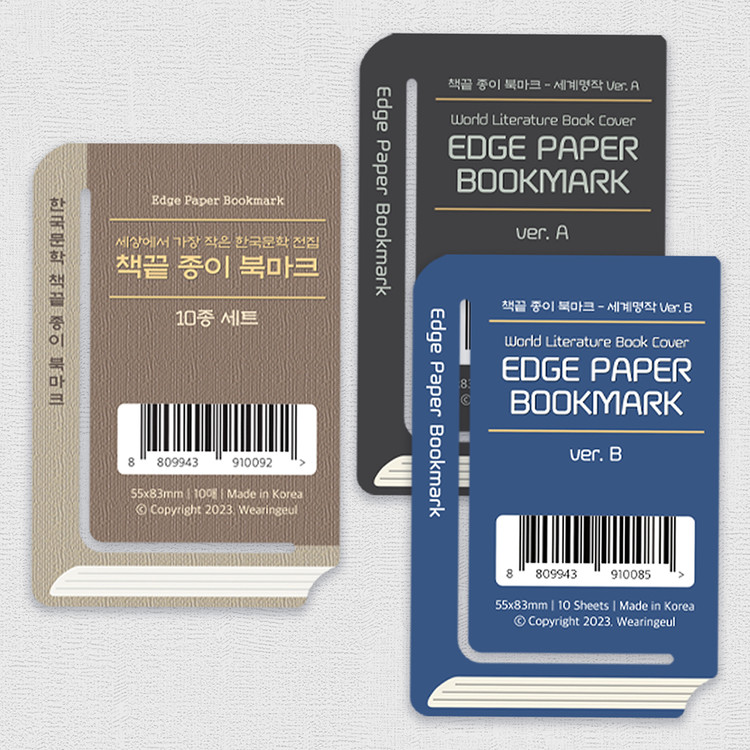 한국문학 책끝 종이 북마크
Edge Paper Bookmark
세상에서 가장 작은 한국문학 전집
책끝 종이 북마크
10종 세트
8 809943 910092 >
55x83mm | 10매 | Made in Korea
© Copyright 2023. Wearingeul
Edge Paper Bookmark
책끝 종이 북마크 - 세계명작 Ver. A
World Literature Book Cover
EDGE PAPER
BOOKMARK
ver. A
Edge Paper Bookmark
책끝 종이 북마크 - 세계명작 Ver. B
World Literature Book Cover
EDGE PAPER
BOOKMARK
ver. B
8 809943 910085 >
55x83mm | 10 Sheets | Made in Korea
© Copyright 2023. Wearingeul